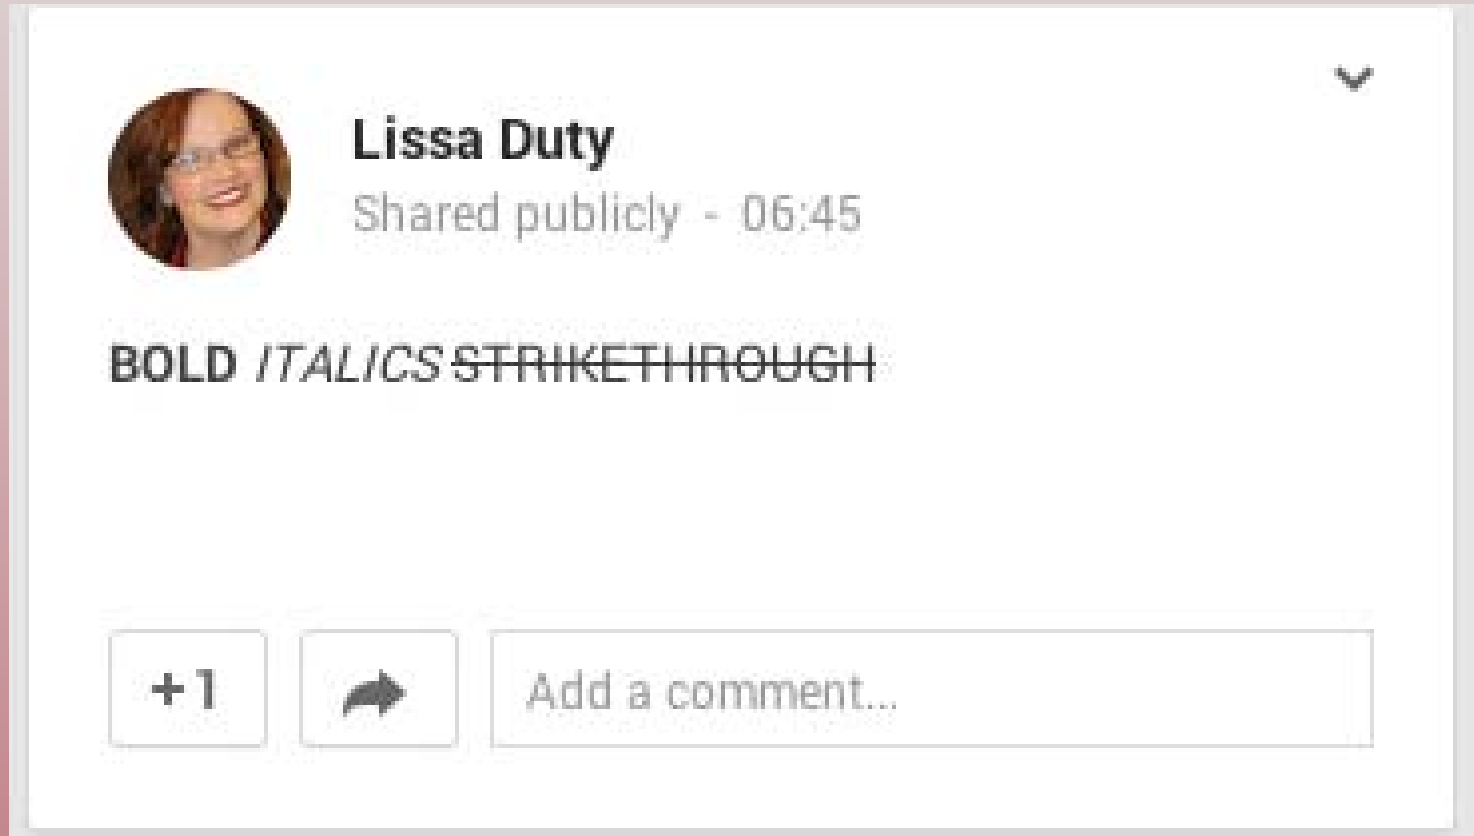 Lissa Duty
Shared publicly - 06:45
BOLD ITALICS STRIKETHROUGH
+1
Add a comment...